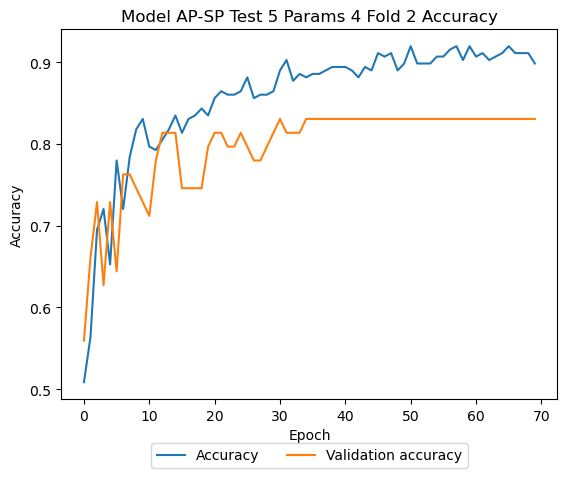 Model AP-SP Test 5 Params 4 Fold 2 Accuracy
Accuracy
0.9
0.8
0.7
0.6
0.5
0 10 20 30 40 50 60 70
Epoch
Accuracy Validation accuracy